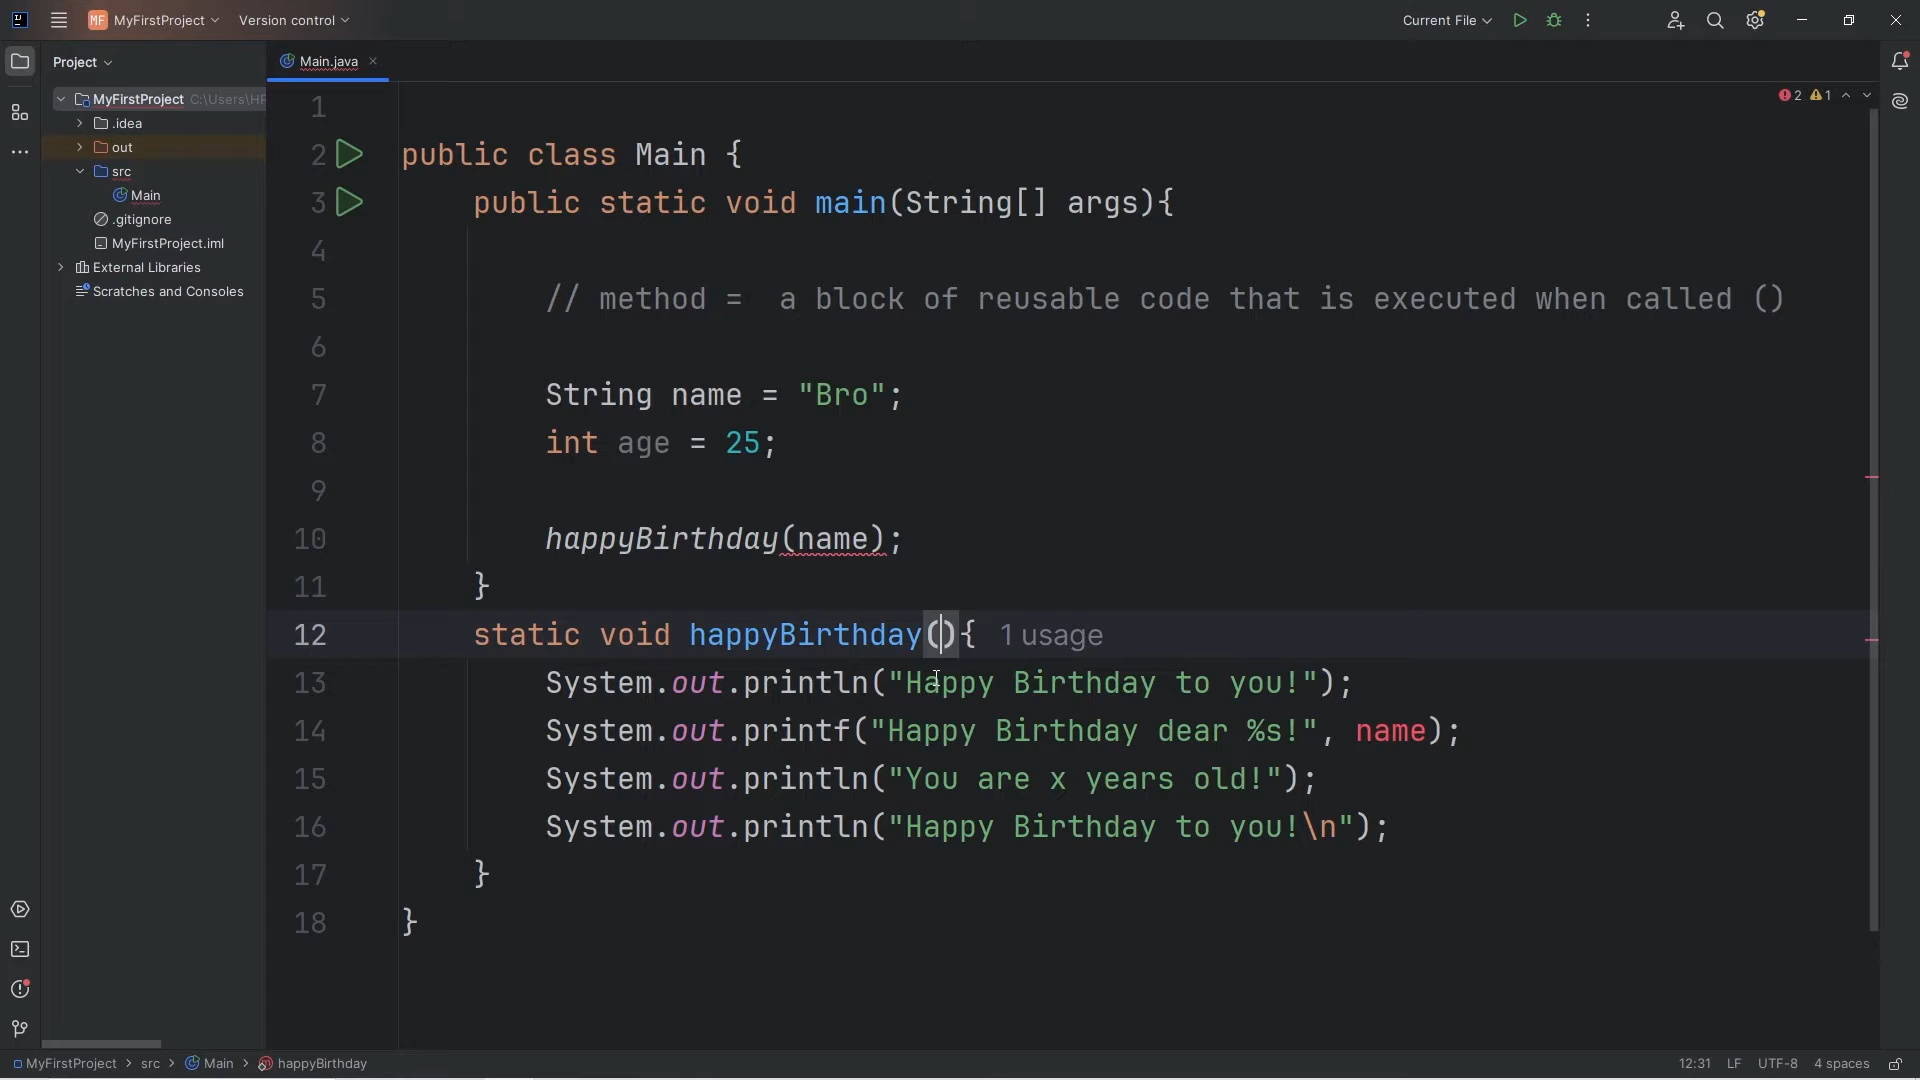 MF MyFirstProject Version control Current File
Project Main.java
MyFirstProject C:\Users\HP
.idea
out
src
Main
.gitignore
MyFirstProject.iml
External Libraries
Scratches and Consoles
2 1
1
2 public class Main {
3 public static void main(String[] args){
4
5 // method =  a block of reusable code that is executed when called ()
6
7 String name = "Bro";
8 int age = 25;
9
10 happyBirthday(name);
11 }
12 static void happyBirthday(){ 1 usage
13 System.out.println("Happy Birthday to you!");
14 System.out.printf("Happy Birthday dear %s!", name);
15 System.out.println("You are x years old!");
16 System.out.println("Happy Birthday to you!\n");
17 }
18 }
MyFirstProject > src > Main > happyBirthday 12:31 LF UTF-8 4 spaces